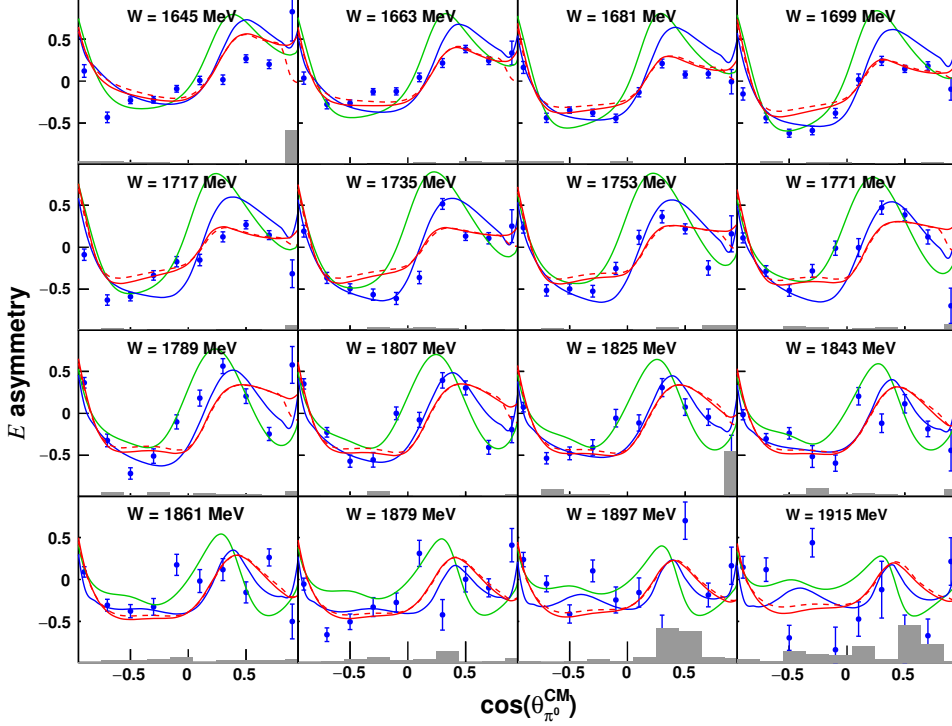 W = 1645 MeV W = 1663 MeV W = 1681 MeV W = 1699 MeV
0.5
0
−0.5
W = 1717 MeV W = 1735 MeV W = 1753 MeV W = 1771 MeV
0.5
0
−0.5
W = 1789 MeV W = 1807 MeV W = 1825 MeV W = 1843 MeV
0.5
0
−0.5
W = 1861 MeV W = 1879 MeV W = 1897 MeV W = 1915 MeV
0.5
0
−0.5
−0.5 0 0.5 −0.5 0 0.5 −0.5 0 0.5 −0.5 0 0.5
E asymmetry
cos(θ_π⁰^CM)